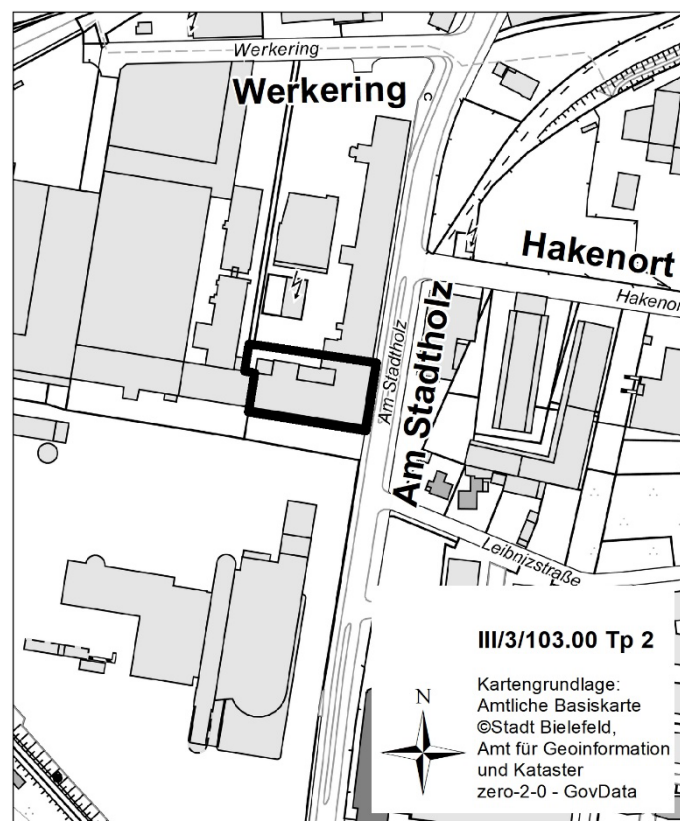 Werkering
Werkering
Hakenort
Hakenort
Am Stadtholz
Am Stadtholz
Leibnizstraße
III/3/103.00 Tp 2
N
Kartengrundlage:
Amtliche Basiskarte
©Stadt Bielefeld,
Amt für Geoinformation
und Kataster
zero-2-0 - GovData